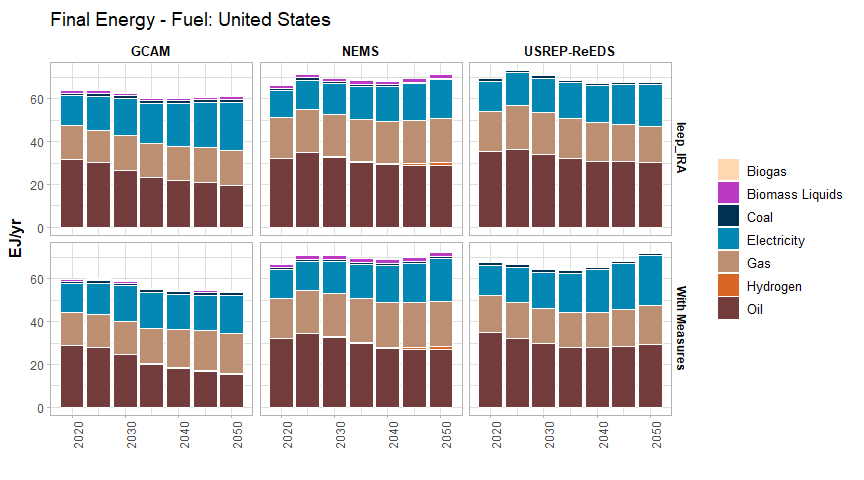 Final Energy - Fuel: United States
GCAM
NEMS
USREP-ReEDS
60
40
20
0
leep_IRA
60
40
20
0
With Measures
EJ/yr
2020
2030
2040
2050
2020
2030
2040
2050
2020
2030
2040
2050
Biogas
Biomass Liquids
Coal
Electricity
Gas
Hydrogen
Oil